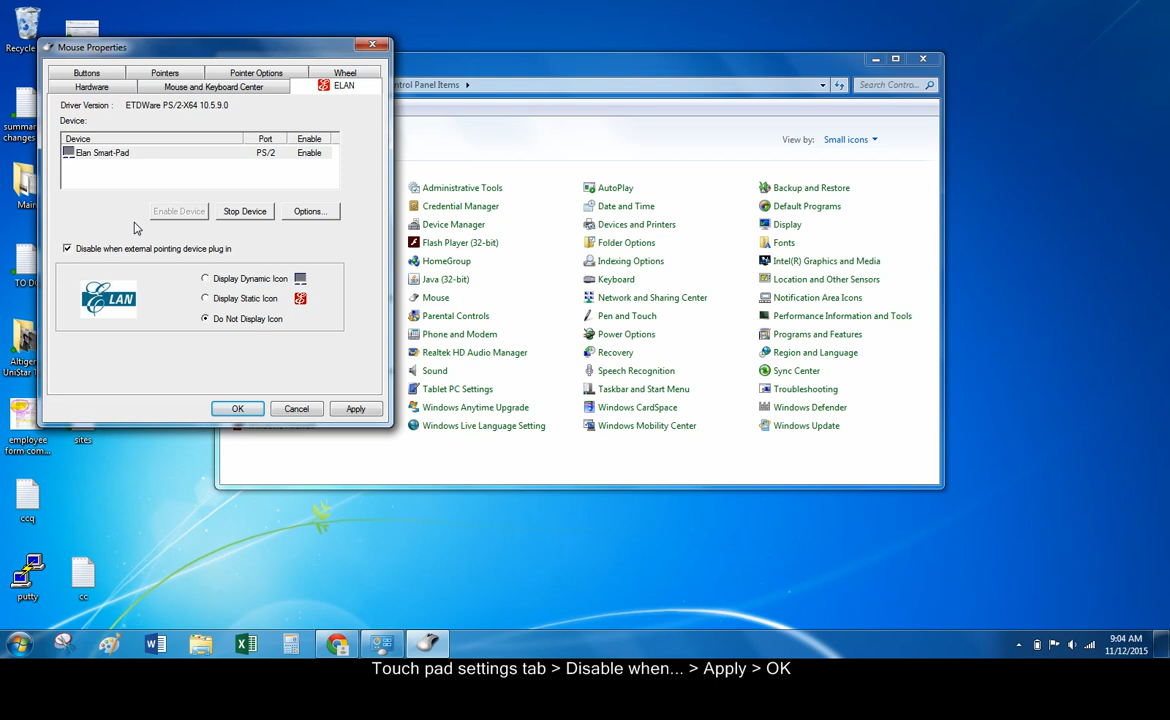 Recycle
summar
changes
Main
TO DO
Altiger
UniStar T
employee
form com...
sites
ccq
putty
cc
Mouse Properties
Buttons
Pointers
Pointer Options
Wheel
Hardware
Mouse and Keyboard Center
ELAN
Driver Version :
ETDWare PS/2-X64 10.5.9.0
Device:
Device
Port
Enable
Elan Smart-Pad
PS/2
Enable
Enable Device
Stop Device
Options...
Disable when external pointing device plug in
ELAN
Display Dynamic Icon
Display Static Icon
Do Not Display Icon
OK
Cancel
Apply
ntrol Panel Items
Search Contro...
View by:
Small icons
Administrative Tools
AutoPlay
Backup and Restore
Credential Manager
Date and Time
Default Programs
Device Manager
Devices and Printers
Display
Flash Player (32-bit)
Folder Options
Fonts
HomeGroup
Indexing Options
Intel(R) Graphics and Media
Java (32-bit)
Keyboard
Location and Other Sensors
Mouse
Network and Sharing Center
Notification Area Icons
Parental Controls
Pen and Touch
Performance Information and Tools
Phone and Modem
Power Options
Programs and Features
Realtek HD Audio Manager
Recovery
Region and Language
Sound
Speech Recognition
Sync Center
Tablet PC Settings
Taskbar and Start Menu
Troubleshooting
Windows Anytime Upgrade
Windows CardSpace
Windows Defender
Windows Live Language Setting
Windows Mobility Center
Windows Update
9:04 AM
11/12/2015
Touch pad settings tab > Disable when... > Apply > OK